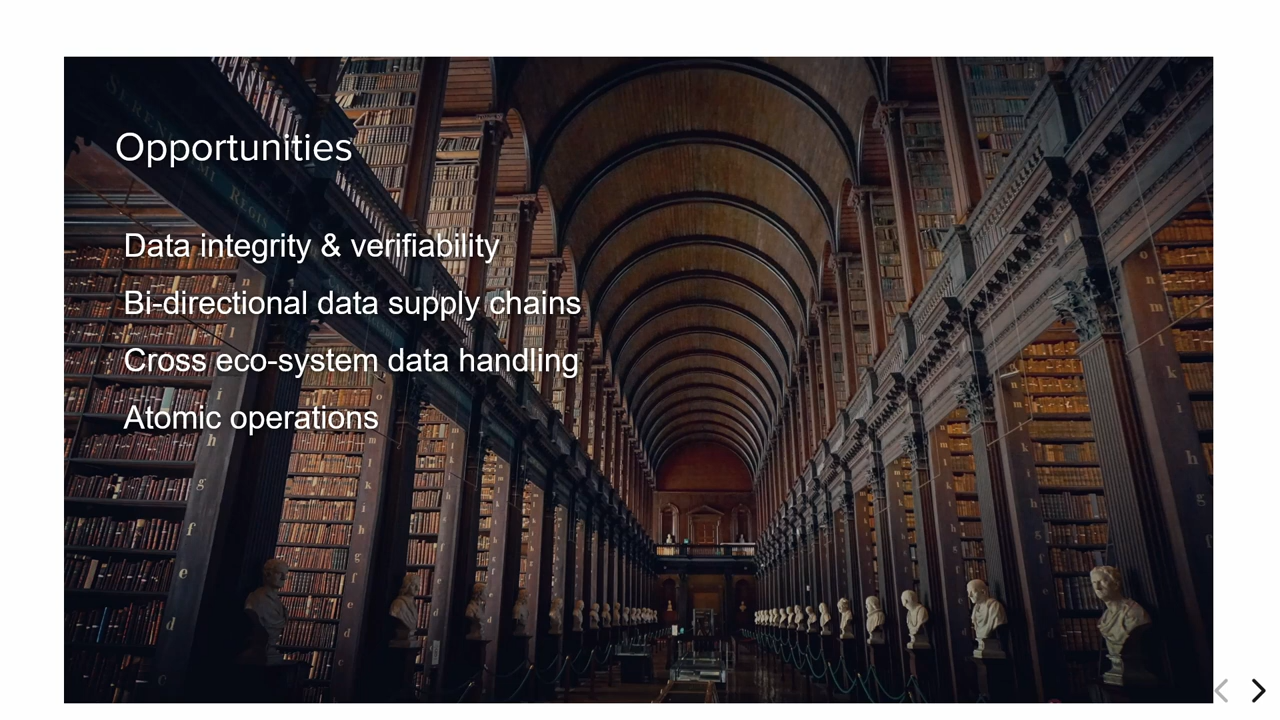 Opportunities
Data integrity & verifiability
Bi-directional data supply chains
Cross eco-system data handling
Atomic operations